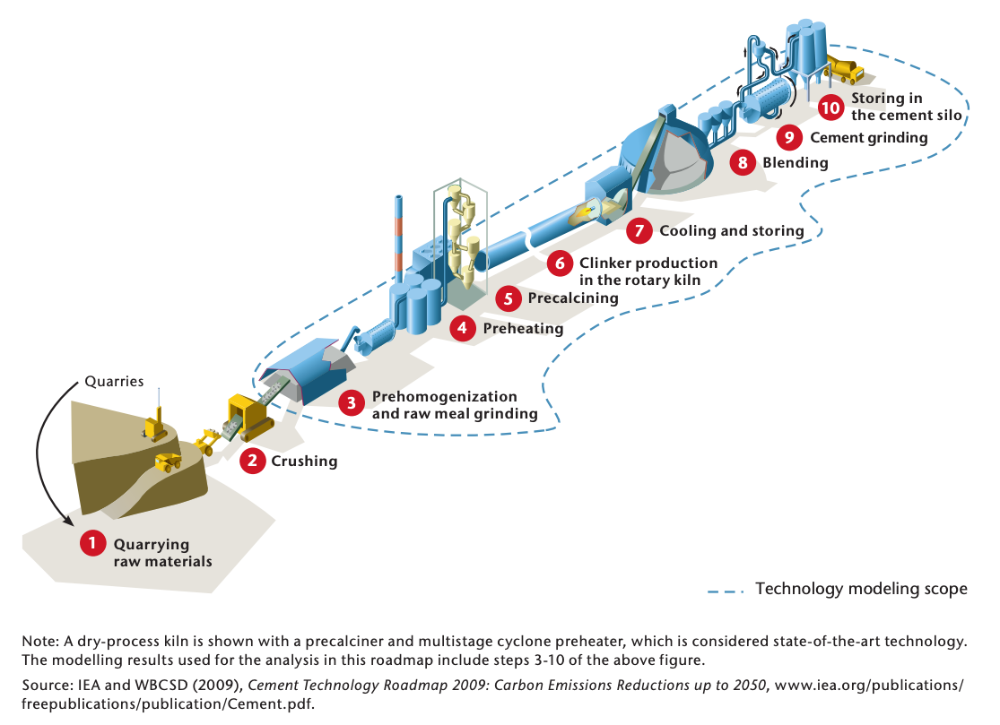 10 Storing in
the cement silo
9 Cement grinding
8 Blending
7 Cooling and storing
6 Clinker production
in the rotary kiln
5 Precalcining
4 Preheating
Quarries
3 Prehomogenization
and raw meal grinding
2 Crushing
1 Quarrying
raw materials
Technology modeling scope
Note: A dry-process kiln is shown with a precalciner and multistage cyclone preheater, which is considered state-of-the-art technology.
The modelling results used for the analysis in this roadmap include steps 3-10 of the above figure.
Source: IEA and WBCSD (2009), Cement Technology Roadmap 2009: Carbon Emissions Reductions up to 2050, www.iea.org/publications/
freepublications/publication/Cement.pdf.